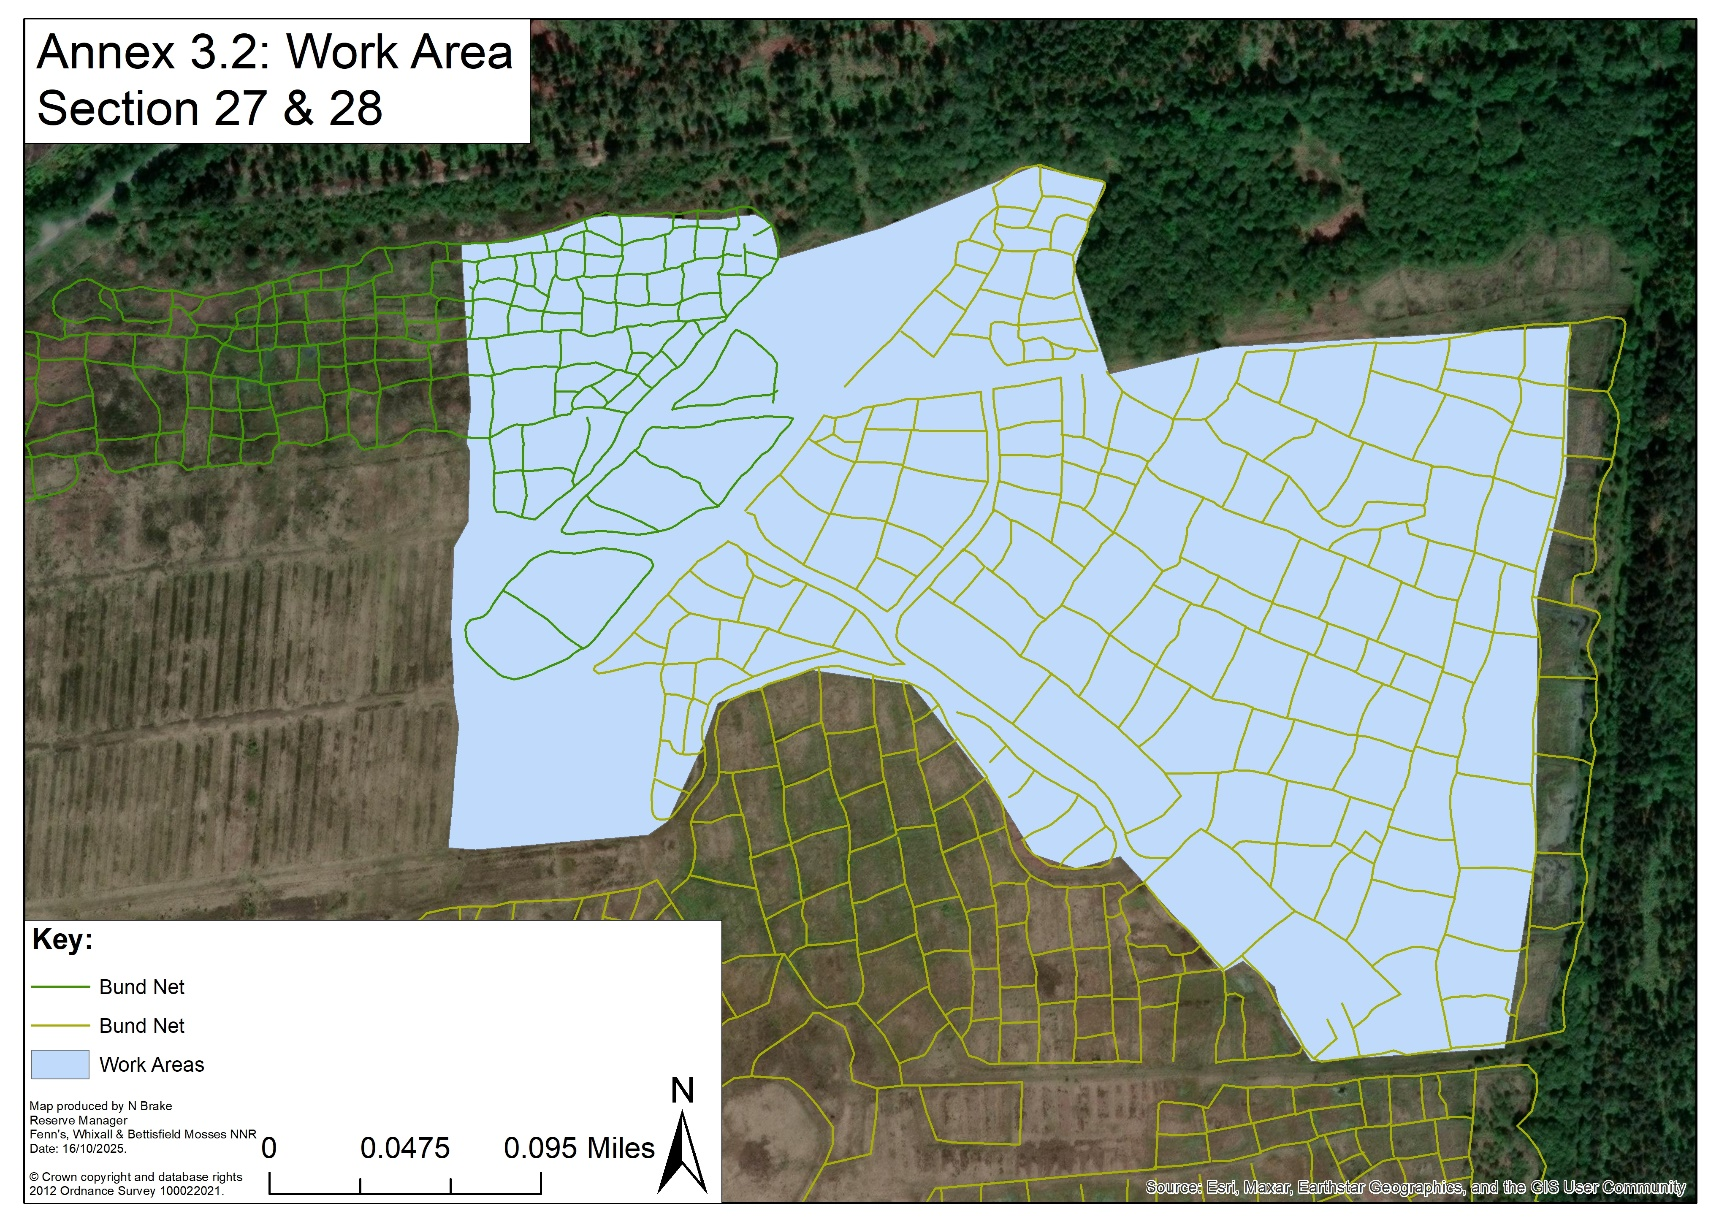 Annex 3.2: Work Area
Section 27 & 28
Key:
Bund Net
Bund Net
Work Areas
Map produced by N Brake
Reserve Manager
Fenn's, Whixall & Bettisfield Mosses NNR
Date: 16/10/2025.
© Crown copyright and database rights
2012 Ordnance Survey 100022021.
0 0.0475 0.095 Miles
N
Source: Esri, Maxar, Earthstar Geographics, and the GIS User Community